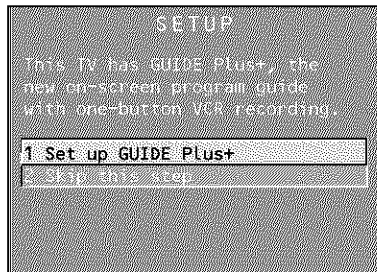 SETUP
This TV has GUIDE Plus+, the
new on-screen program guide
with one-button VCR recording.
1 Set up GUIDE Plus+
2 Skip this step